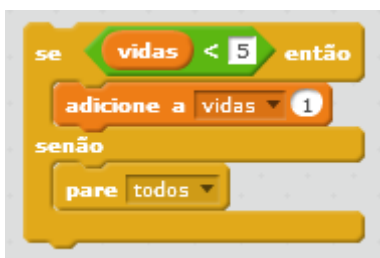 se vidas < 5 então
adicione a vidas 1
senão
pare todos